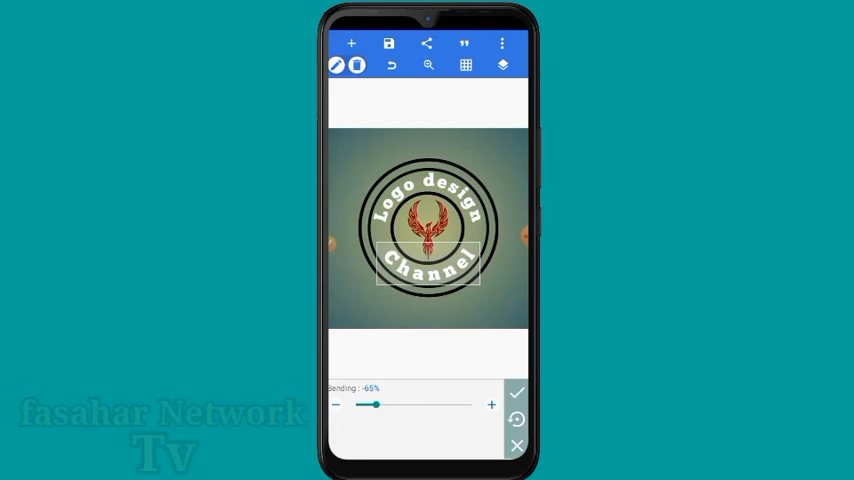 Logo design
Channel
Bending : -65%
fasahar Network
Tv